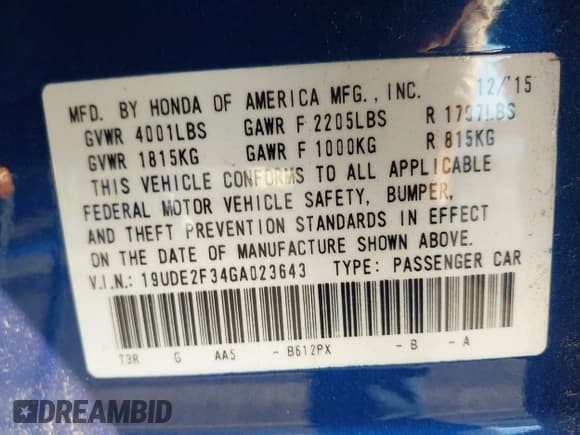 MFD. BY HONDA OF AMERICA MFG., INC. 12/'15
GVWR 4001LBS GAWR F 2205LBS R 1797LBS
GVWR 1815KG GAWR F 1000KG R 815KG
THIS VEHICLE CONFORMS TO ALL APPLICABLE
FEDERAL MOTOR VEHICLE SAFETY, BUMPER,
AND THEFT PREVENTION STANDARDS IN EFFECT
ON THE DATE OF MANUFACTURE SHOWN ABOVE.
V.I.N.: 19UDE2F34GA023643 TYPE: PASSENGER CAR
T3R G AA5 - B612PX - B - A
DREAMBID